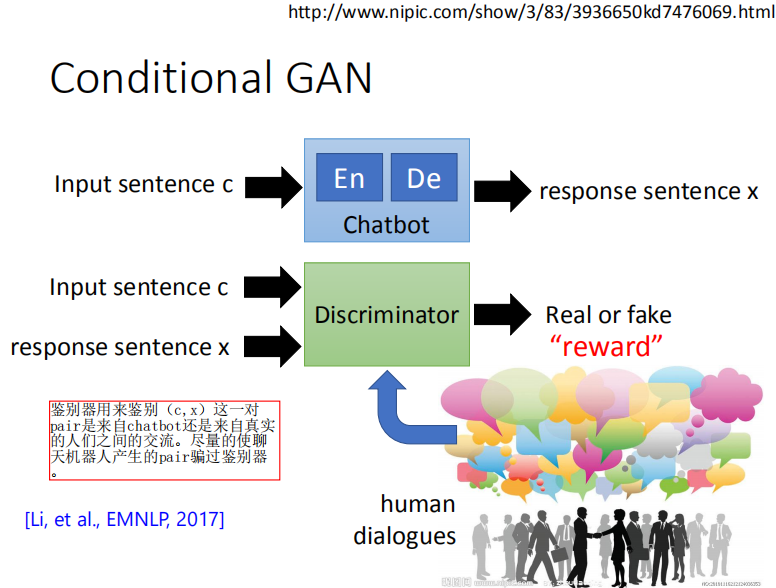 http://www.nipic.com/show/3/83/3936650kd7476069.html
Conditional GAN
Input sentence c
En
De
Chatbot
response sentence x
Input sentence c
response sentence x
Discriminator
Real or fake
“reward”
鉴别器用来鉴别（c,x）这一对
pair是来自chatbot还是来自真实
的人们之间的交流。尽量的使聊
天机器人产生的pair骗过鉴别器
。
[Li, et al., EMNLP, 2017]
human
dialogues